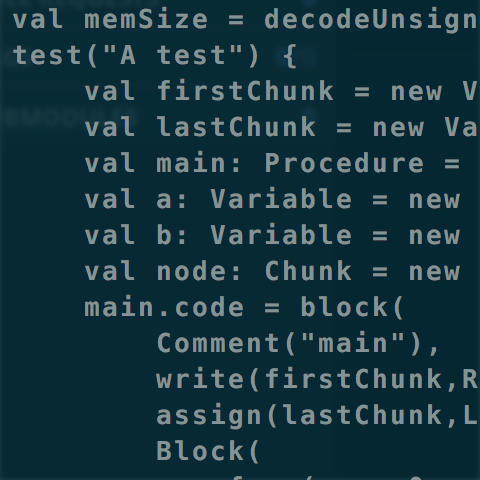 val memSize = decodeUnsign
test("A test") {
val firstChunk = new V
val lastChunk = new Va
val main: Procedure =
val a: Variable = new
val b: Variable = new
val node: Chunk = new
main.code = block(
Comment("main"),
write(firstChunk,R
assign(lastChunk,L
Block(